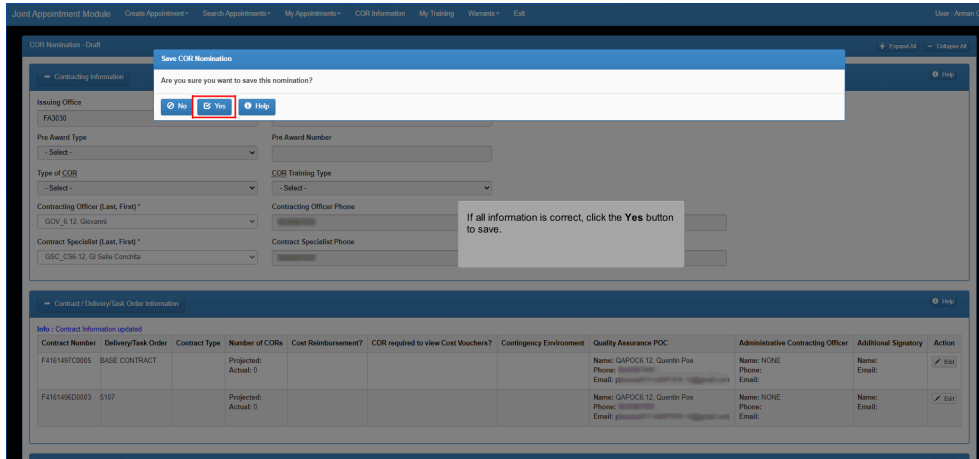 Joint Appointment Module Create Appointment Search Appointments My Appointments COR Information My Training Warrants Exit User : Arman
COR Nomination - Draft + Expand All − Collapse All
Save COR Nomination
− Contracting Information Help
Are you sure you want to save this nomination?
No Yes Help
Issuing Office
FA3030
Pre Award Type Pre Award Number
- Select -
Type of COR COR Training Type
- Select - - Select -
Contracting Officer (Last, First) * Contracting Officer Phone
GOV_6.12, Giovanni
If all information is correct, click the Yes button
to save.
Contract Specialist (Last, First) * Contract Specialist Phone
GSC_CS6.12, Gi Selle Conchita
− Contract / Delivery/Task Order Information Help
Info : Contract Information updated
Contract Number Delivery/Task Order Contract Type Number of CORs Cost Reimbursement? COR required to view Cost Vouchers? Contingency Environment Quality Assurance POC Administrative Contracting Officer Additional Signatory Action
F4161497C0005 BASE CONTRACT Projected: Name: QAPOC6.12, Quentin Poe Name: NONE Name: Edit
Actual: 0 Phone: Phone: Email:
Email: Email:
F4161496D0003 5107 Projected: Name: QAPOC6.12, Quentin Poe Name: NONE Name: Edit
Actual: 0 Phone: Phone: Email:
Email: Email: